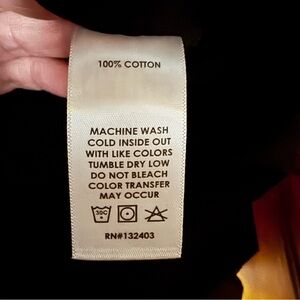 100% COTTON
MACHINE WASH
COLD INSIDE OUT
WITH LIKE COLORS
TUMBLE DRY LOW
DO NOT BLEACH
COLOR TRANSFER
MAY OCCUR
30C
RN#132403